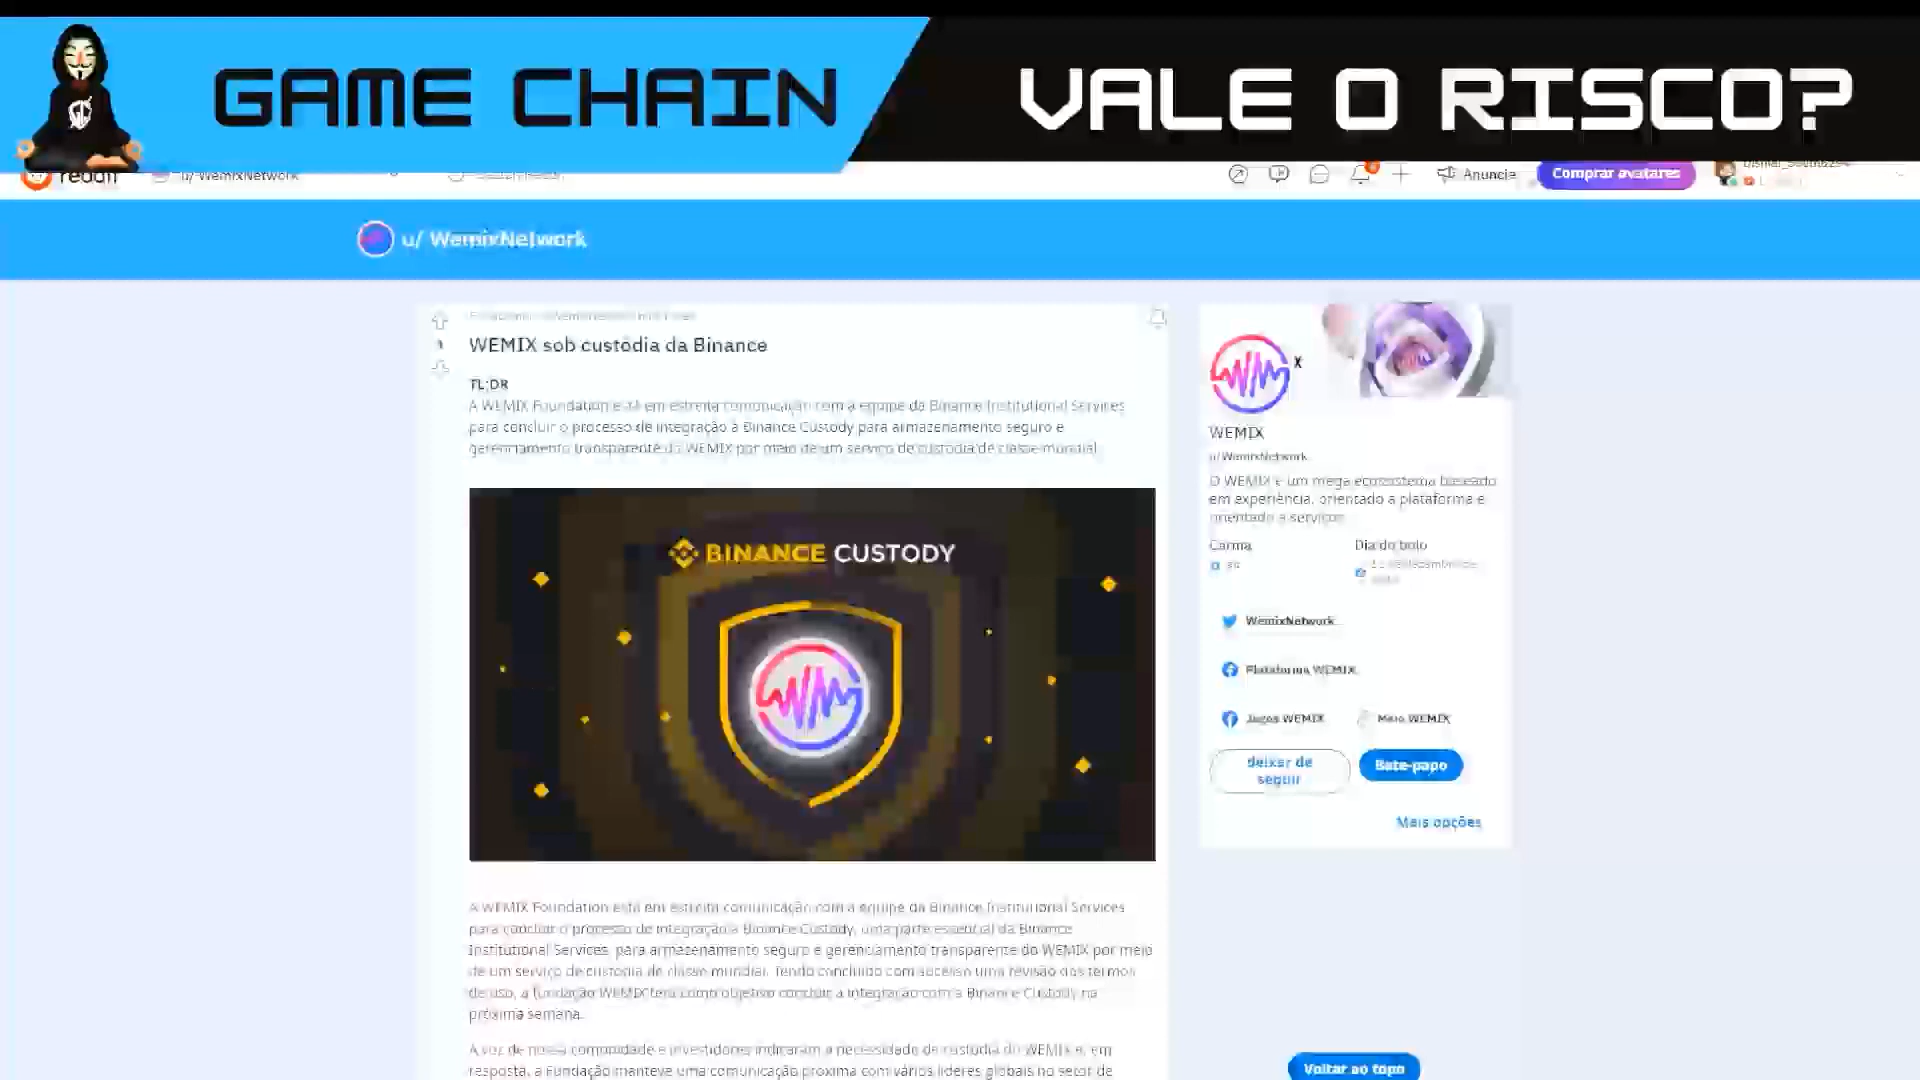 GAME CHAIN
VALE O RISCO?
reddit
u/WemixNetwork
Anuncie
Comprar avatares
u/ WemixNetwork
WEMIX sob custódia da Binance
TL;DR
A WEMIX Foundation está em estreita comunicação com a equipe da Binance Institutional Services
para concluir o processo de integração à Binance Custody para armazenamento seguro e
gerenciamento transparente do WEMIX por meio de um serviço de custódia de classe mundial.
BINANCE CUSTODY
A WEMIX Foundation está em estreita comunicação com a equipe da Binance Institutional Services
para concluir o processo de integração à Binance Custody, uma parte essencial da Binance
Institutional Services, para armazenamento seguro e gerenciamento transparente do WEMIX por meio
de um serviço de custódia de classe mundial. Tendo concluído com sucesso uma revisão dos termos
de uso, a fundação WEMIX terá como objetivo concluir a integração com a Binance Custody na
próxima semana.
A voz de nossa comunidade e investidores indicaram a necessidade de custódia do WEMIX e, em
resposta, a Fundação manteve uma comunicação próxima com vários líderes globais no setor de
WEMIX
u/WemixNetwork
O WEMIX é um mega ecossistema baseado
em experiência, orientado a plataforma e
orientado a serviços
Carma
Dia do bolo
WemixNetwork
Plataforma WEMIX
Jogos WEMIX
Meio WEMIX
deixar de
seguir
Bate-papo
Mais opções
Voltar ao topo